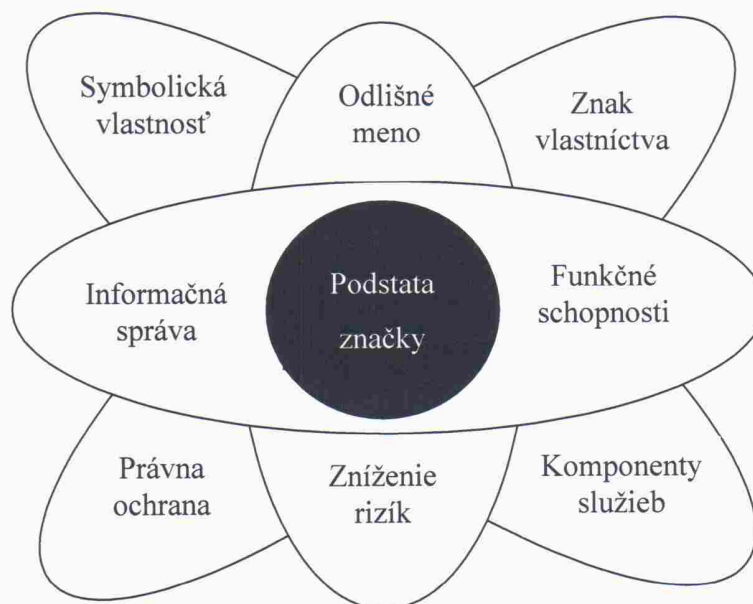 Symbolická
vlastnosť
Odlišné
meno
Znak
vlastníctva
Informačná
správa
Podstata
značky
Funkčné
schopnosti
Právna
ochrana
Zníženie
rizík
Komponenty
služieb